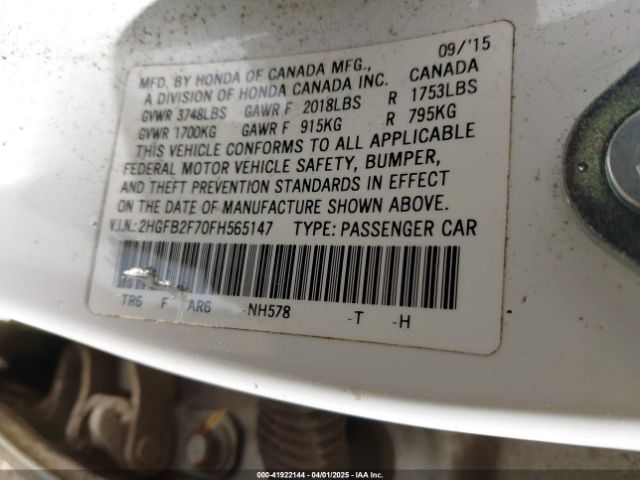 09/'15
MFD. BY HONDA OF CANADA MFG., CANADA
A DIVISION OF HONDA CANADA INC.
GVWR 3748LBS GAWR F 2018LBS R 1753LBS
GVWR 1700KG GAWR F 915KG R 795KG
THIS VEHICLE CONFORMS TO ALL APPLICABLE
FEDERAL MOTOR VEHICLE SAFETY, BUMPER,
AND THEFT PREVENTION STANDARDS IN EFFECT
ON THE DATE OF MANUFACTURE SHOWN ABOVE.
V.I.N.: 2HGFB2F70FH565147 TYPE: PASSENGER CAR
TR6 F AR6 -NH578 -T -H
000-41922144 | 04/01/2025 | IAA Inc.